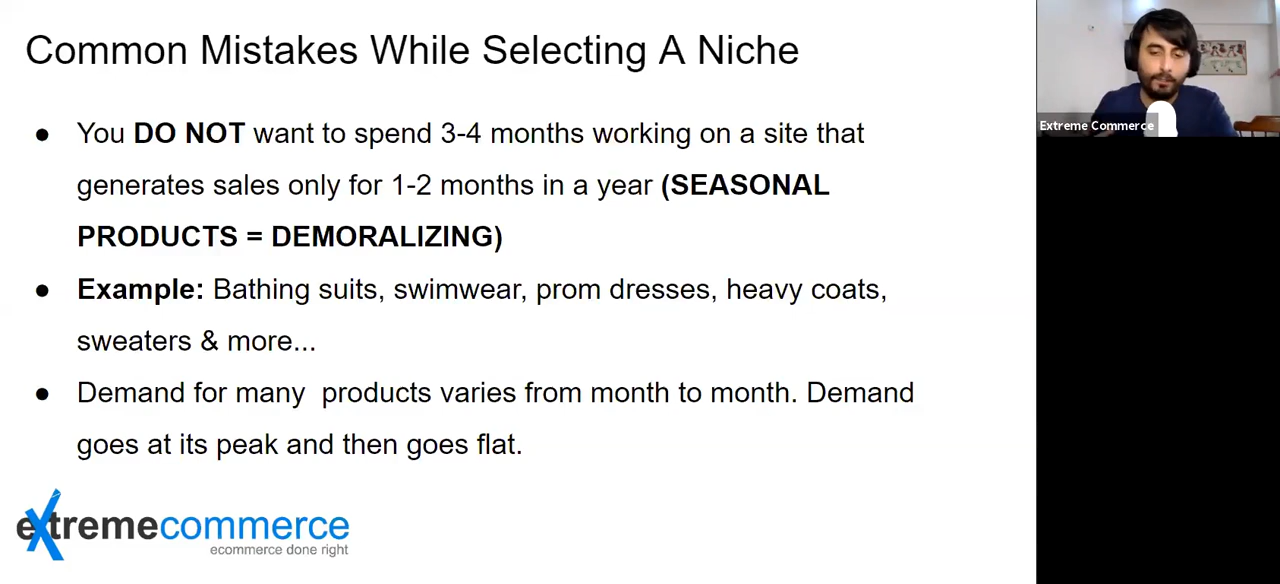 Common Mistakes While Selecting A Niche
● You DO NOT want to spend 3-4 months working on a site that
generates sales only for 1-2 months in a year (SEASONAL
PRODUCTS = DEMORALIZING)
● Example: Bathing suits, swimwear, prom dresses, heavy coats,
sweaters & more...
● Demand for many  products varies from month to month. Demand
goes at its peak and then goes flat.
extremecommerce
ecommerce done right
Extreme Commerce